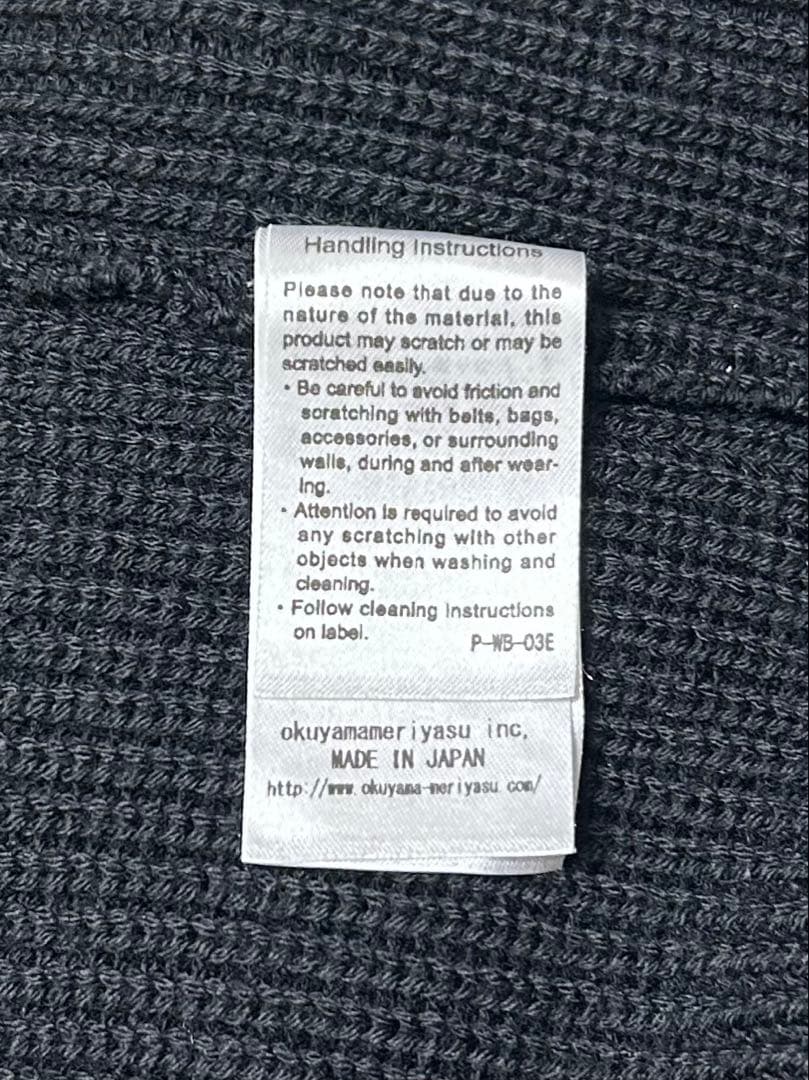 Handling Instructions
Please note that due to the
nature of the material, this
product may scratch or may be
scratched easily.
・Be careful to avoid friction and
scratching with belts, bags,
accessories, or surrounding
walls, during and after wear-
ing.
・Attention is required to avoid
any scratching with other
objects when washing and
cleaning.
・Follow cleaning instructions
on label.
P-WB-03E
okuyamameriyasu inc,
MADE IN JAPAN
http://www.okuyama-meriyasu.com/